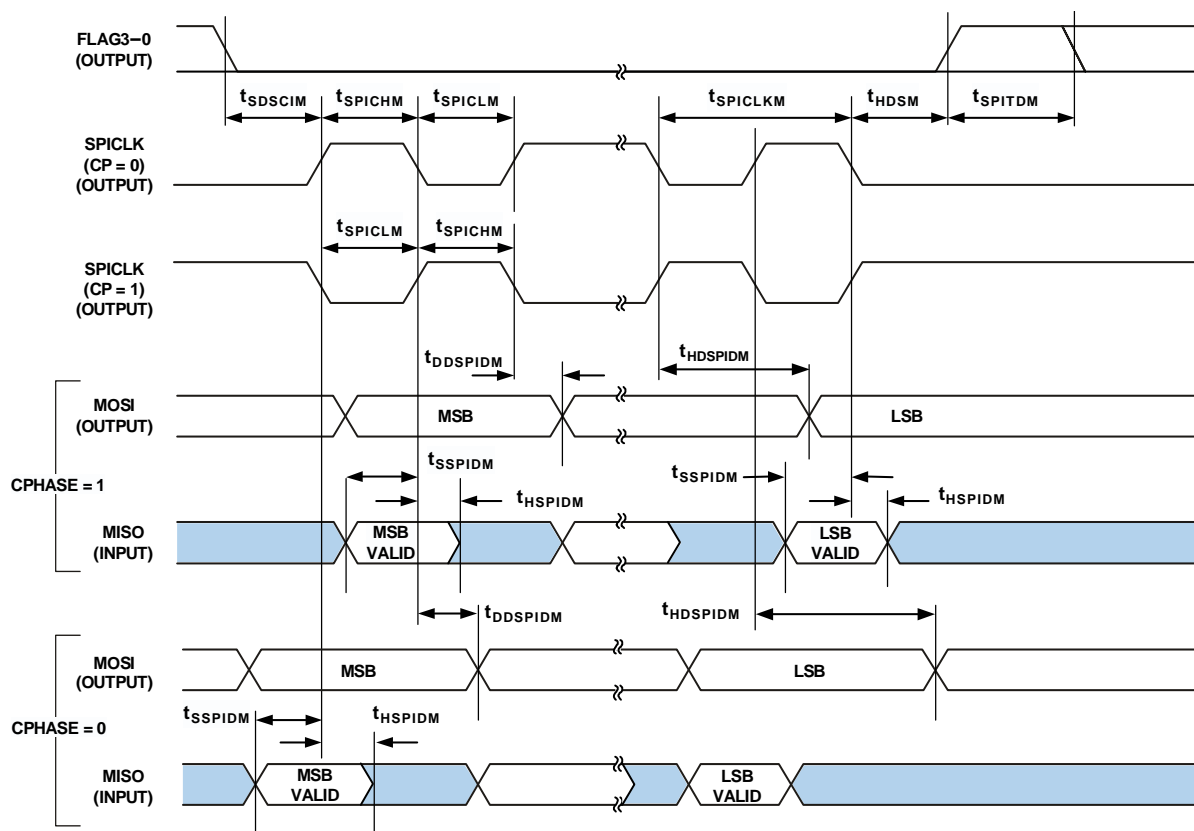 FLAG3–0
(OUTPUT)
tSDSCIM
tSPICHM
tSPICLM
tSPICLKM
tHDSM
tSPITDM
SPICLK
(CP = 0)
(OUTPUT)
tSPICLM
tSPICHM
SPICLK
(CP = 1)
(OUTPUT)
tDDSPIDM
tHDSPIDM
CPHASE = 1
MOSI
(OUTPUT)
MSB
LSB
tSSPIDM
tHSPIDM
tSSPIDM
tHSPIDM
MISO
(INPUT)
MSB
VALID
LSB
VALID
tDDSPIDM
tHDSPIDM
CPHASE = 0
MOSI
(OUTPUT)
MSB
LSB
tSSPIDM
tHSPIDM
MISO
(INPUT)
MSB
VALID
LSB
VALID